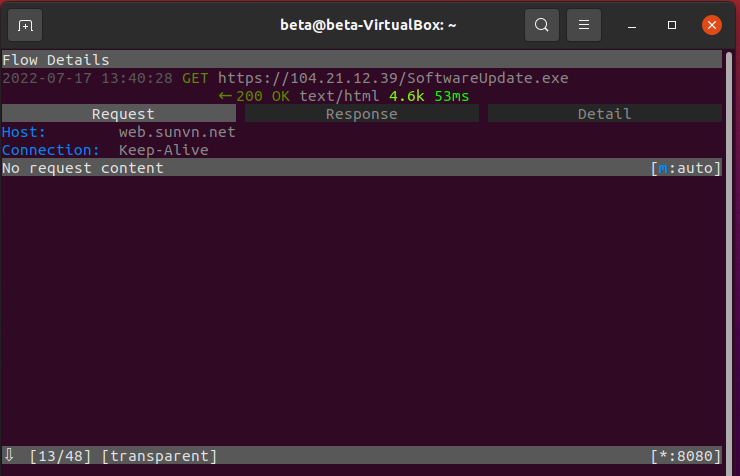 beta@beta-VirtualBox: ~
Flow Details
2022-07-17 13:40:28 GET https://104.21.12.39/SoftwareUpdate.exe
←200 OK text/html 4.6k 53ms
Request Response Detail
Host: web.sunvn.net
Connection: Keep-Alive
No request content [m:auto]
⇩ [13/48] [transparent] [*:8080]